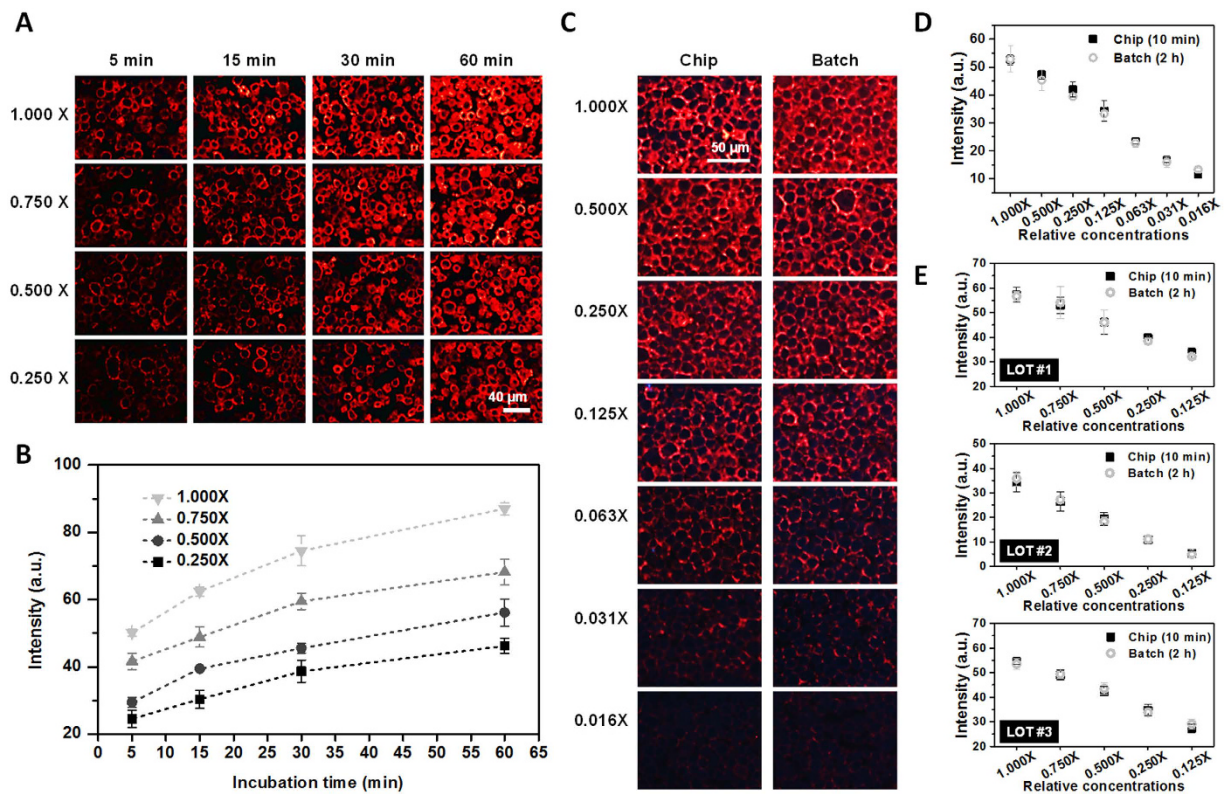 A
5 min 15 min 30 min 60 min
1.000 X
0.750 X
0.500 X
0.250 X
40 µm
B
100
80
60
40
20
Intensity (a.u.)
1.000X
0.750X
0.500X
0.250X
0 5 10 15 20 25 30 35 40 45 50 55 60 65
Incubation time (min)
C
Chip Batch
1.000X
50 µm
0.500X
0.250X
0.125X
0.063X
0.031X
0.016X
D
60
50
40
30
20
10
Intensity (a.u.)
Chip (10 min)
Batch (2 h)
1.000X 0.500X 0.250X 0.125X 0.063X 0.031X 0.016X
Relative concentrations
E
70
60
50
40
30
20
Intensity (a.u.)
Chip (10 min)
Batch (2 h)
LOT #1
1.000X 0.750X 0.500X 0.250X 0.125X
Relative concentrations
50
40
30
20
10
0
Intensity (a.u.)
Chip (10 min)
Batch (2 h)
LOT #2
1.000X 0.750X 0.500X 0.250X 0.125X
Relative concentrations
70
60
50
40
30
20
Intensity (a.u.)
Chip (10 min)
Batch (2 h)
LOT #3
1.000X 0.750X 0.500X 0.250X 0.125X
Relative concentrations